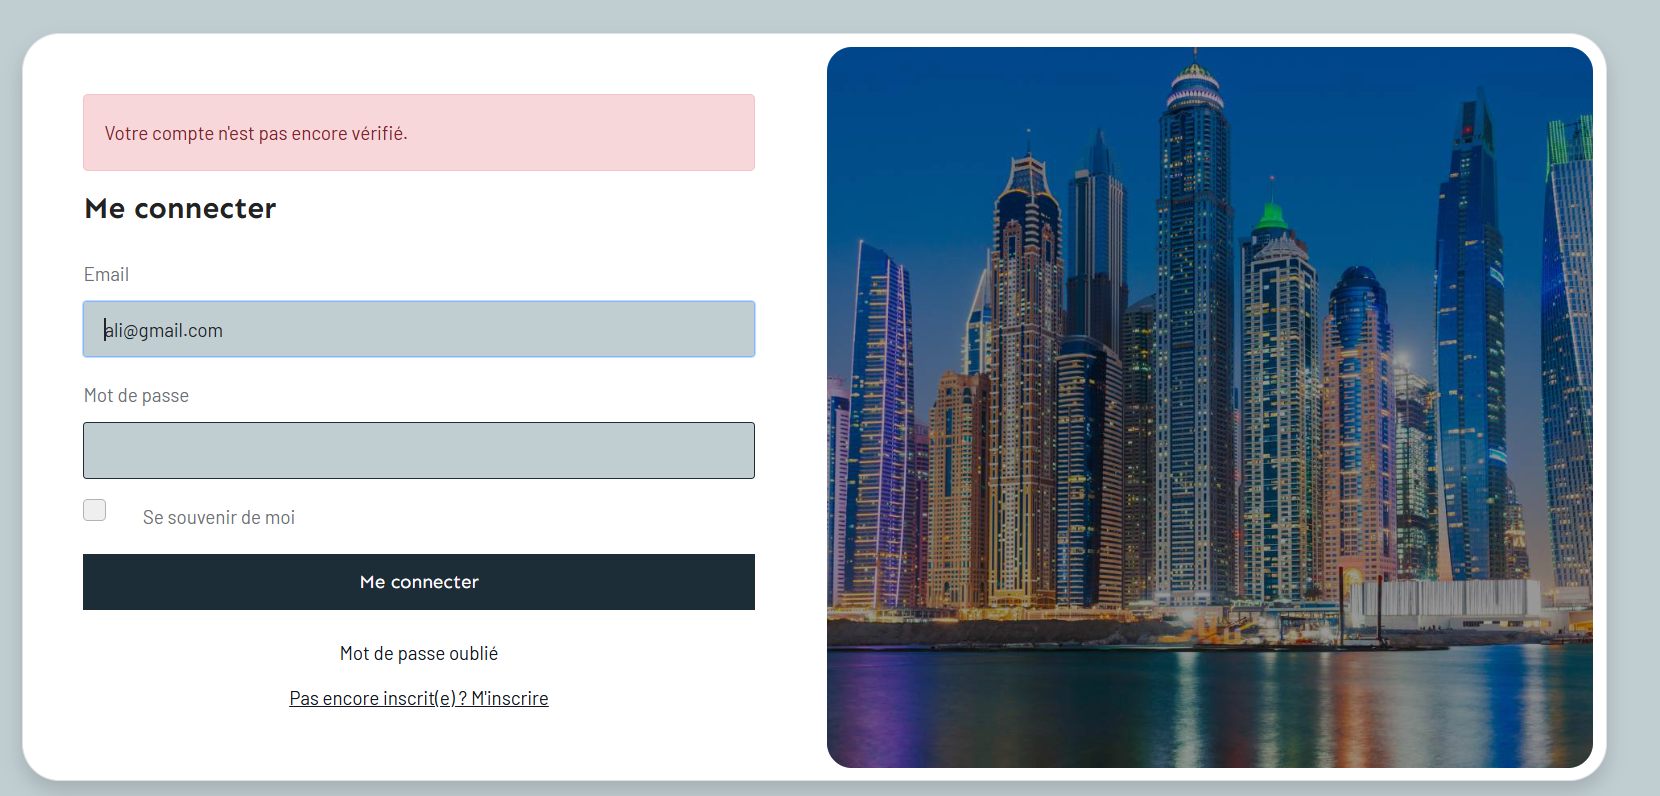 Votre compte n'est pas encore vérifié.
Me connecter
Email
ali@gmail.com
Mot de passe
Se souvenir de moi
Me connecter
Mot de passe oublié
Pas encore inscrit(e) ? M'inscrire